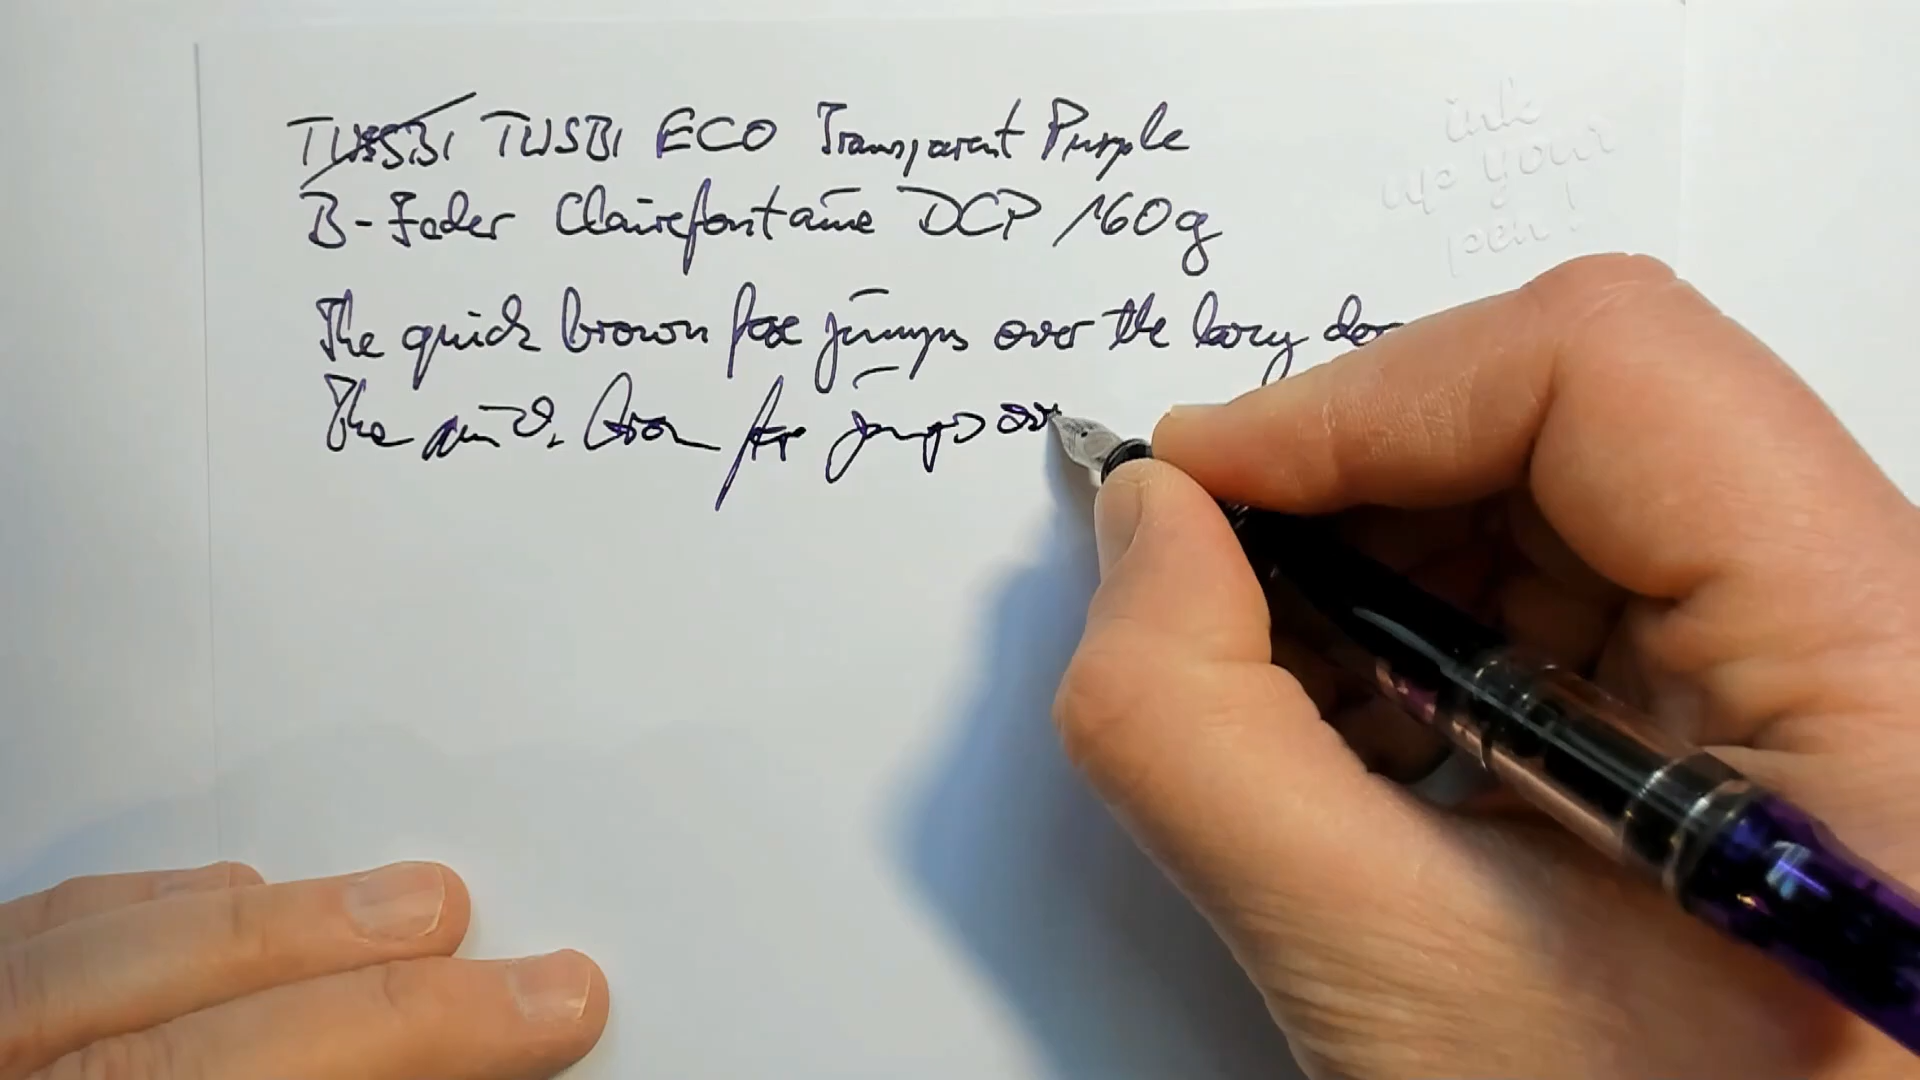 TWSBI TWSBI ECO Transparent Purple
B-Feder Clairefontaine DCP 160g
The quick brown fox jumps over the lazy
The jumps
ink
up your
pen!